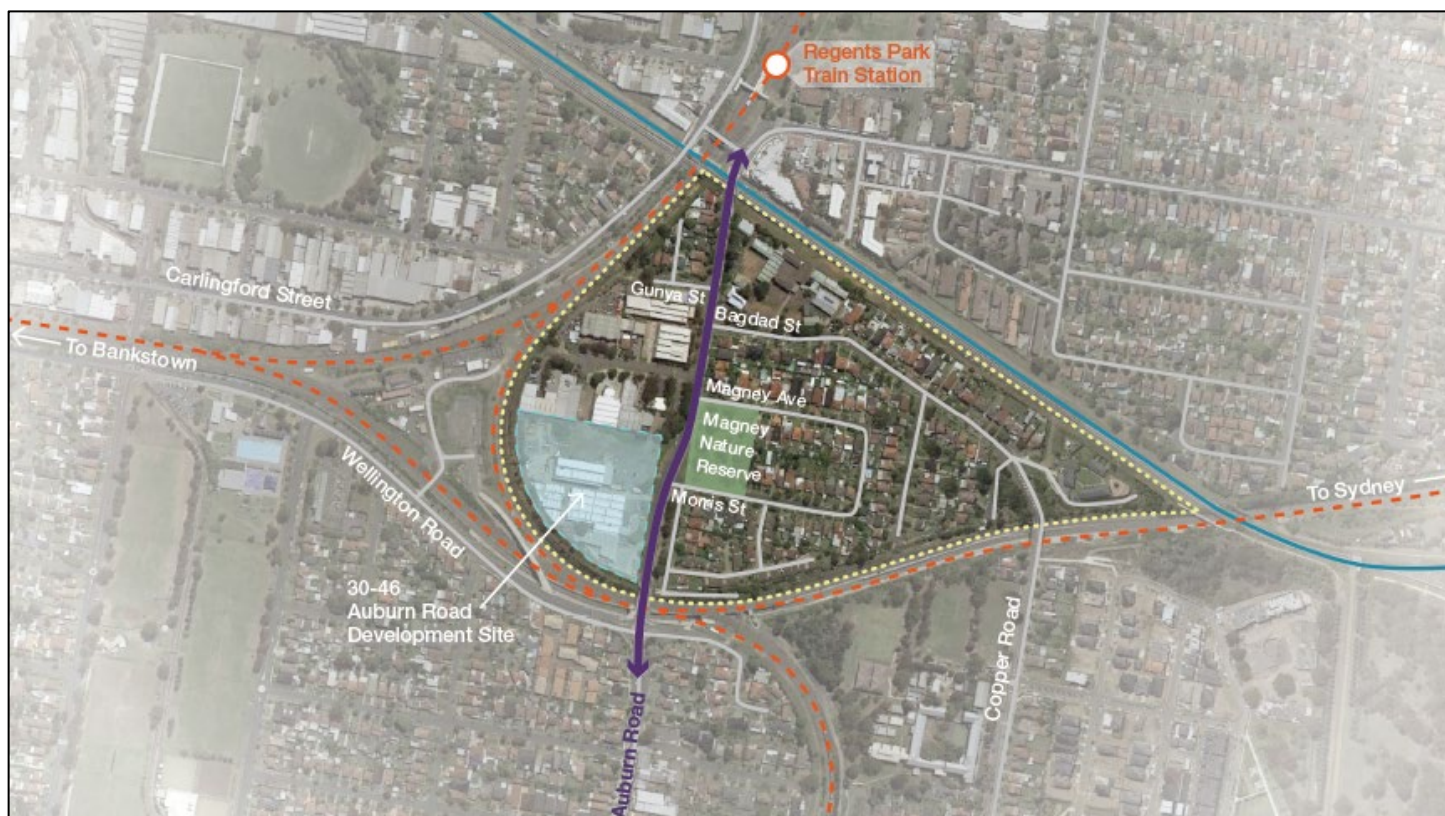 Regents Park
Train Station
Carlingford Street
Gunya St
Bagdad St
To Bankstown
Magney Ave
Magney
Nature
Reserve
Wellington Road
Morris St
To Sydney
30-46
Auburn Road
Development Site
Copper Road
Auburn Road